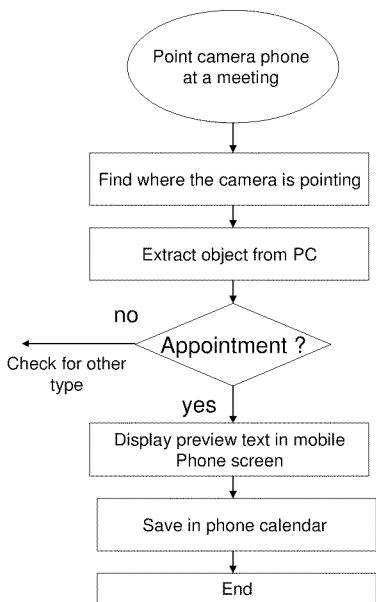 Point camera phone
at a meeting
Find where the camera is pointing
Extract object from PC
no
Appointment ?
Check for other
type
yes
Display preview text in mobile
Phone screen
Save in phone calendar
End